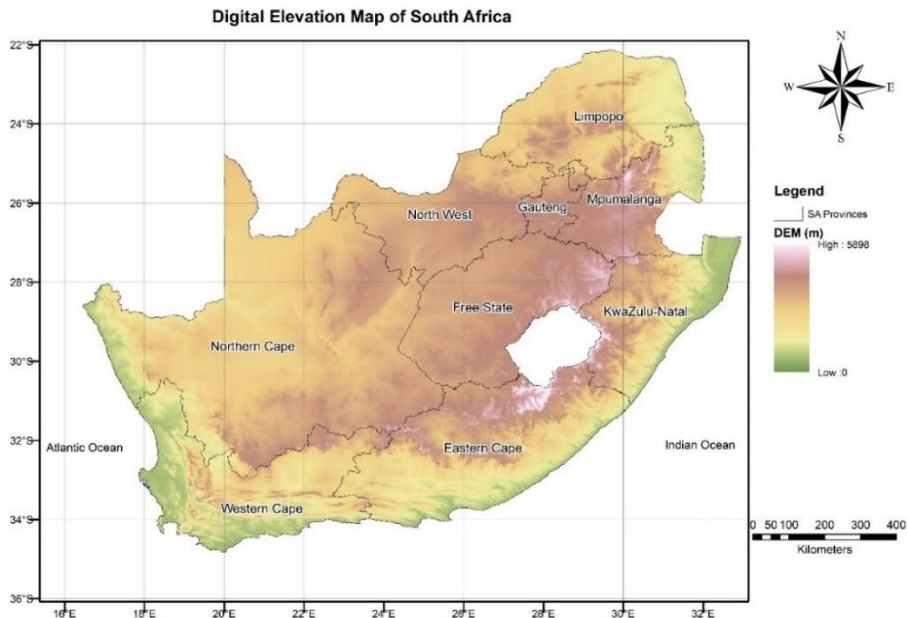 Digital Elevation Map of South Africa
22°S
24°S
26°S
28°S
30°S
32°S
34°S
36°S
16°E
18°E
20°E
22°E
24°E
26°E
28°E
30°E
32°E
Limpopo
North West
Gauteng
Mpumalanga
Free State
KwaZulu-Natal
Northern Cape
Eastern Cape
Western Cape
Atlantic Ocean
Indian Ocean
N
W
E
S
Legend
SA Provinces
DEM (m)
High : 5898
Low :0
0 50 100 200 300 400
Kilometers